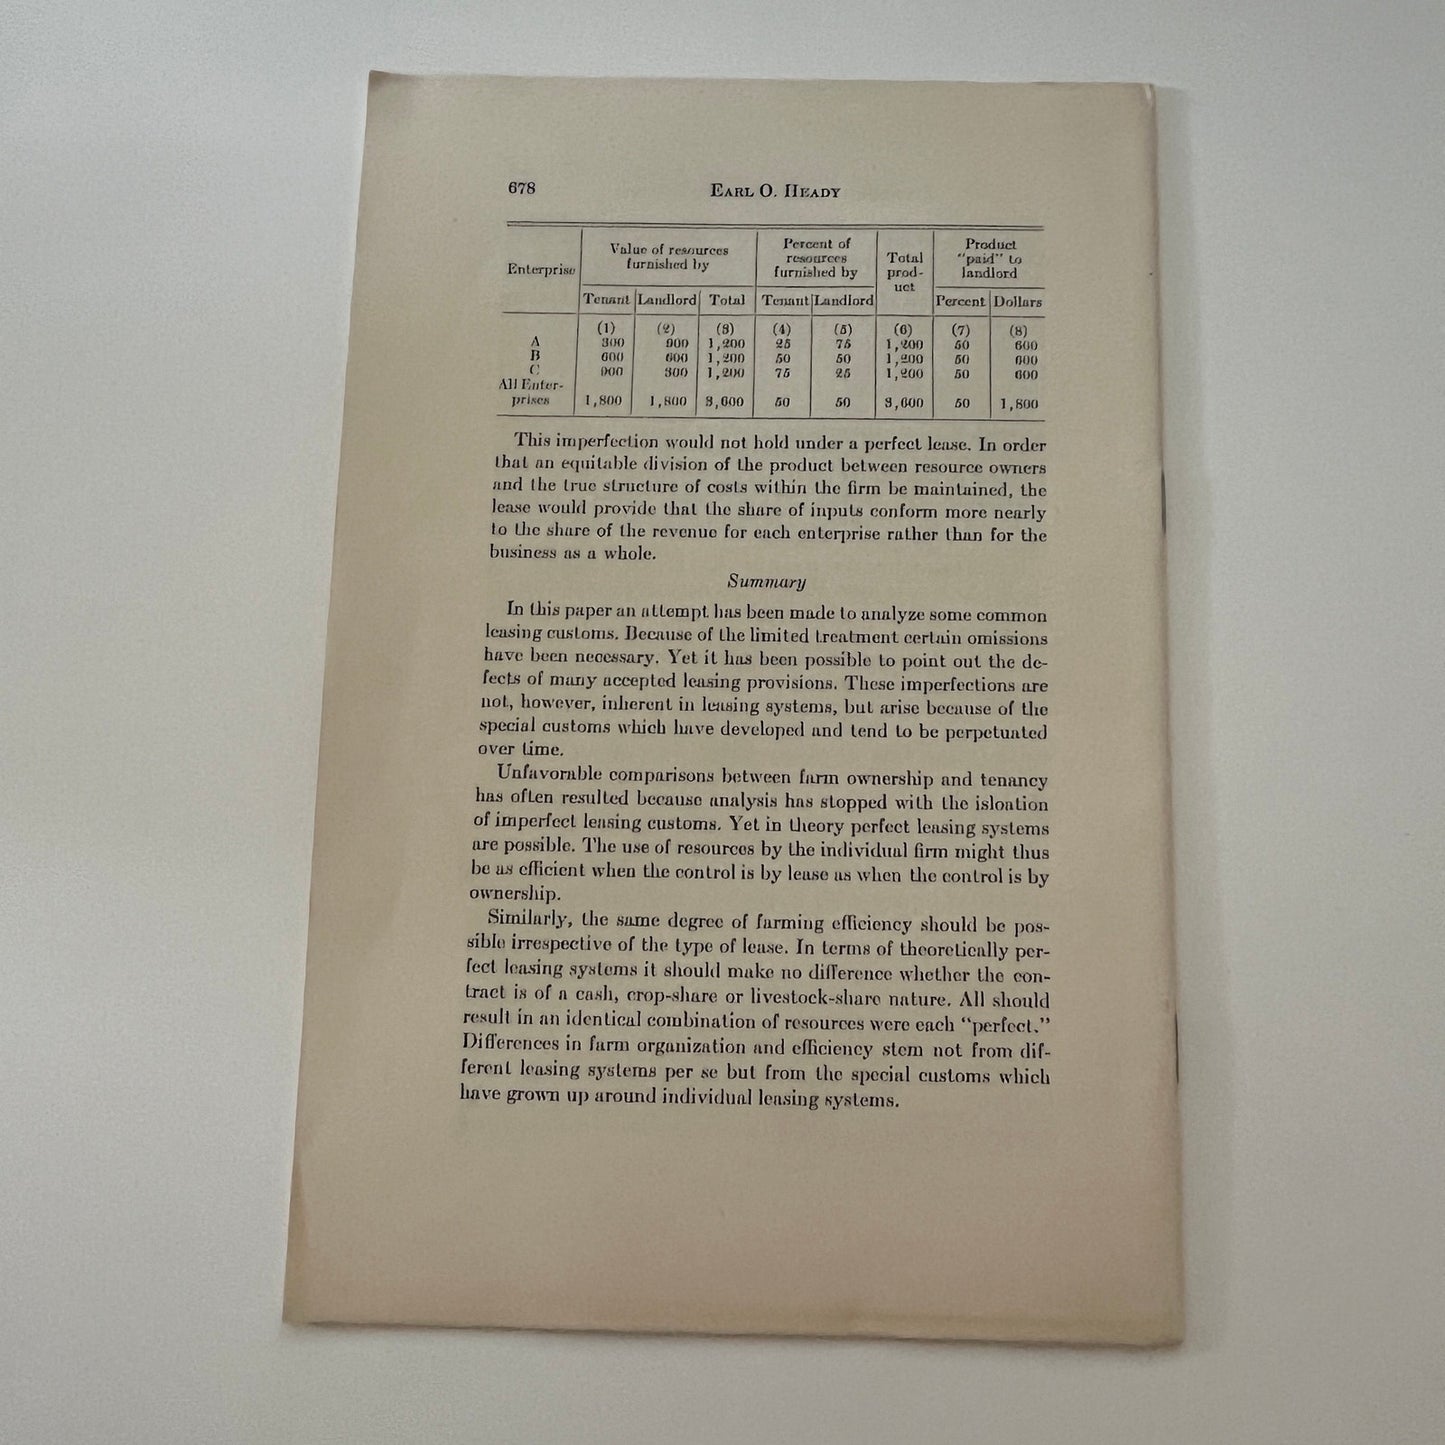 678 EARL O. HEADY
Enterprise Value of resources furnished by Percent of resources furnished by Total prod-uct Product "paid" to landlord
Tenant Landlord Total Tenant Landlord Percent Dollars
(1) (2) (3) (4) (5) (6) (7) (8)
A 300 900 1,200 25 75 1,200 50 600
B 600 600 1,200 50 50 1,200 50 600
C 900 300 1,200 75 25 1,200 50 600
All Enter-
prises 1,800 1,800 3,600 50 50 3,600 50 1,800
This imperfection would not hold under a perfect lease. In order
that an equitable division of the product between resource owners
and the true structure of costs within the firm be maintained, the
lease would provide that the share of inputs conform more nearly
to the share of the revenue for each enterprise rather than for the
business as a whole.
Summary
In this paper an attempt has been made to analyze some common
leasing customs. Because of the limited treatment certain omissions
have been necessary. Yet it has been possible to point out the de-
fects of many accepted leasing provisions. These imperfections are
not, however, inherent in leasing systems, but arise because of the
special customs which have developed and tend to be perpetuated
over time.
Unfavorable comparisons between farm ownership and tenancy
has often resulted because analysis has stopped with the isloation
of imperfect leasing customs. Yet in theory perfect leasing systems
are possible. The use of resources by the individual firm might thus
be as efficient when the control is by lease as when the control is by
ownership.
Similarly, the same degree of farming efficiency should be pos-
sible irrespective of the type of lease. In terms of theoretically per-
fect leasing systems it should make no difference whether the con-
tract is of a cash, crop-share or livestock-share nature. All should
result in an identical combination of resources were each "perfect."
Differences in farm organization and efficiency stem not from dif-
ferent leasing systems per se but from the special customs which
have grown up around individual leasing systems.